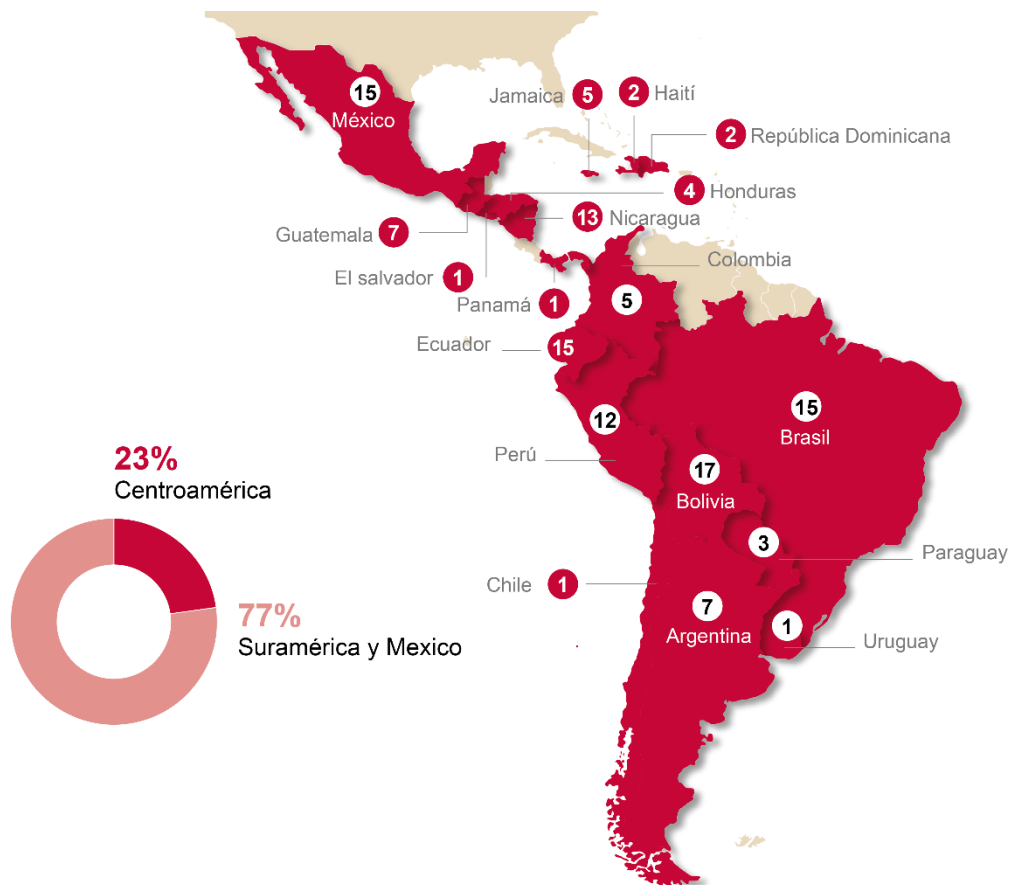 15
México
Jamaica 5
2 Haití
2 República Dominicana
4 Honduras
13 Nicaragua
Guatemala 7
Colombia
El salvador 1
Panamá 1
5
Ecuador 15
15
Brasil
12
Perú
17
Bolivia
23%
Centroamérica
3
Paraguay
Chile 1
7
Argentina
77%
Suramérica y Mexico
1
Uruguay